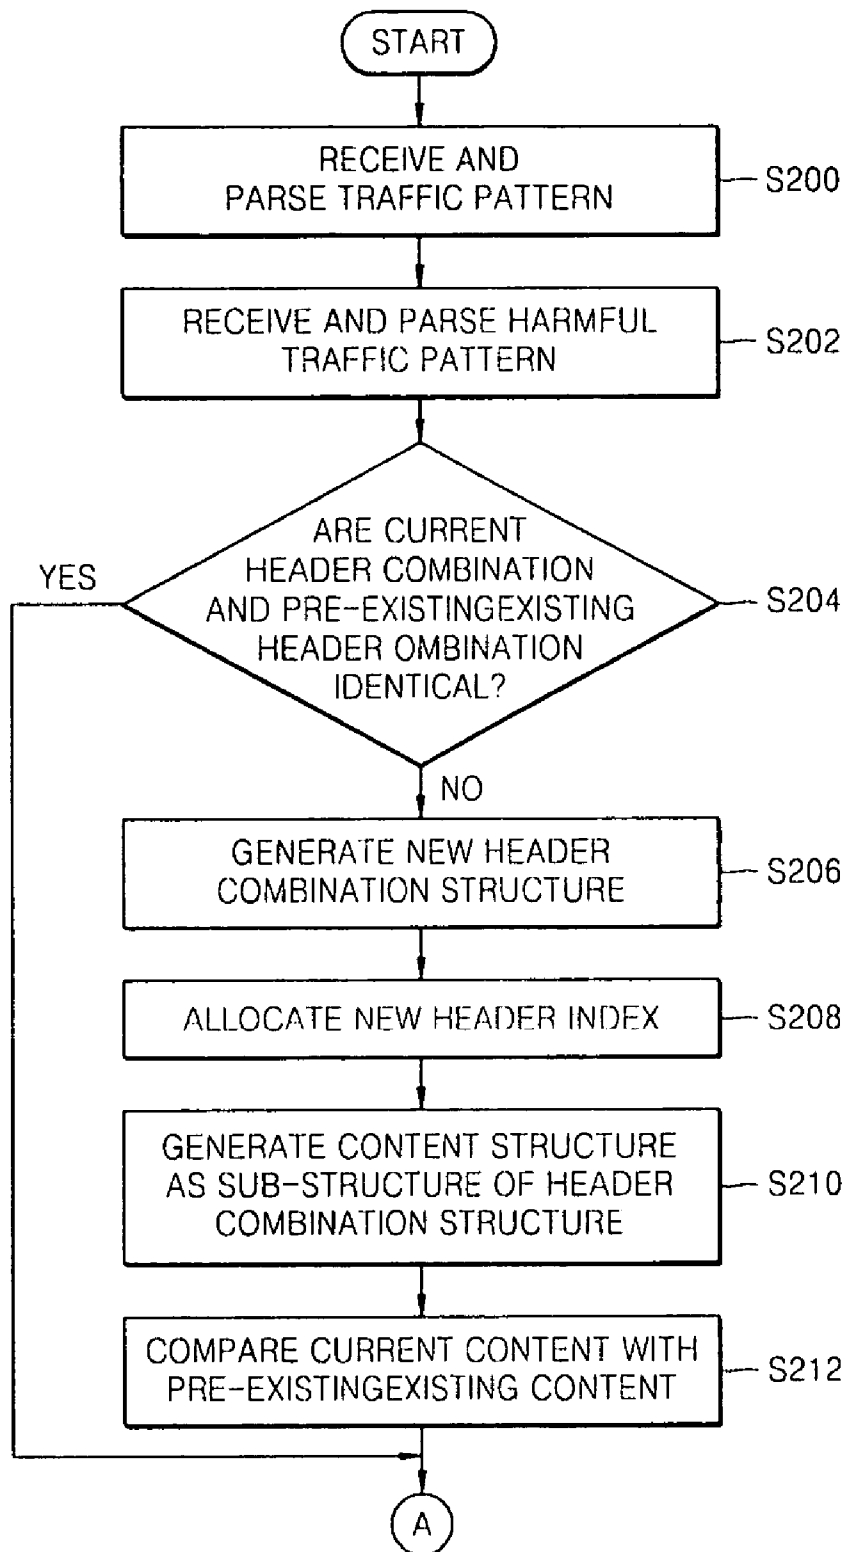 START
RECEIVE AND
PARSE TRAFFIC PATTERN
S200
RECEIVE AND PARSE HARMFUL
TRAFFIC PATTERN
S202
ARE CURRENT
HEADER COMBINATION
AND PRE-EXISTINGEXISTING
HEADER OMBINATION
IDENTICAL?
S204
YES
NO
GENERATE NEW HEADER
COMBINATION STRUCTURE
S206
ALLOCATE NEW HEADER INDEX
S208
GENERATE CONTENT STRUCTURE
AS SUB-STRUCTURE OF HEADER
COMBINATION STRUCTURE
S210
COMPARE CURRENT CONTENT WITH
PRE-EXISTINGEXISTING CONTENT
S212
A